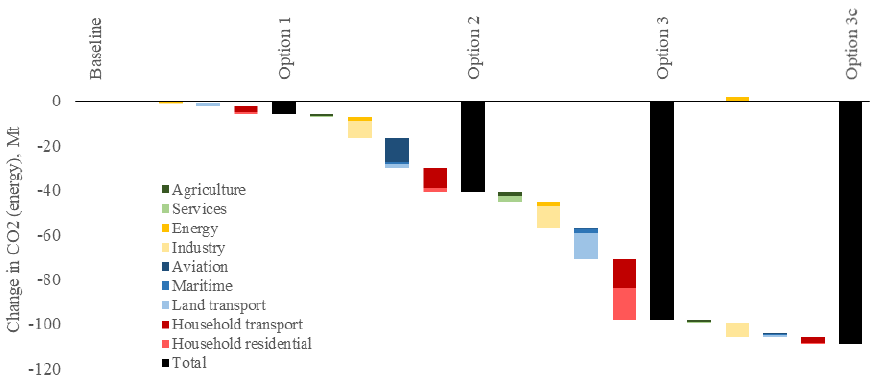 Baseline
Option 1
Option 2
Option 3
Option 3c
Change in CO2 (energy). Mt
0
-20
-40
-60
-80
-100
-120
Agriculture
Services
Energy
Industry
Aviation
Maritime
Land transport
Household transport
Household residential
Total